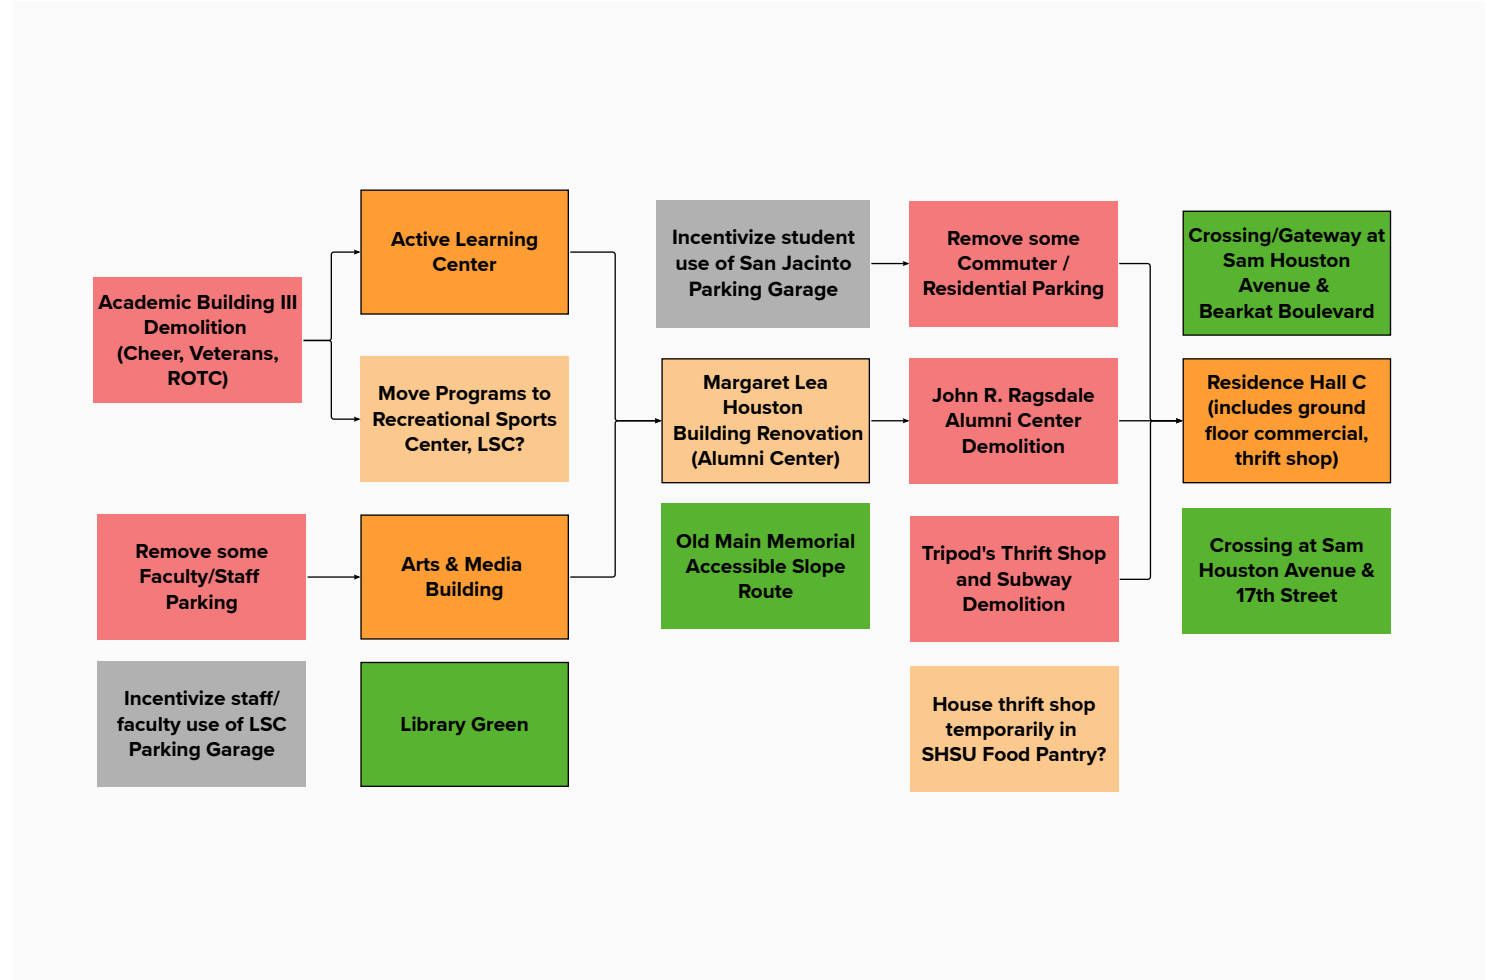 Academic Building III
Demolition
(Cheer, Veterans,
ROTC)
Remove some
Faculty/Staff
Parking
Incentivize staff/
faculty use of LSC
Parking Garage
Active Learning
Center
Move Programs to
Recreational Sports
Center, LSC?
Arts & Media
Building
Library Green
Incentivize student
use of San Jacinto
Parking Garage
Margaret Lea
Houston
Building Renovation
(Alumni Center)
Old Main Memorial
Accessible Slope
Route
Remove some
Commuter /
Residential Parking
John R. Ragsdale
Alumni Center
Demolition
Tripod's Thrift Shop
and Subway
Demolition
House thrift shop
temporarily in
SHSU Food Pantry?
Crossing/Gateway at
Sam Houston
Avenue &
Bearkat Boulevard
Residence Hall C
(includes ground
floor commercial,
thrift shop)
Crossing at Sam
Houston Avenue &
17th Street